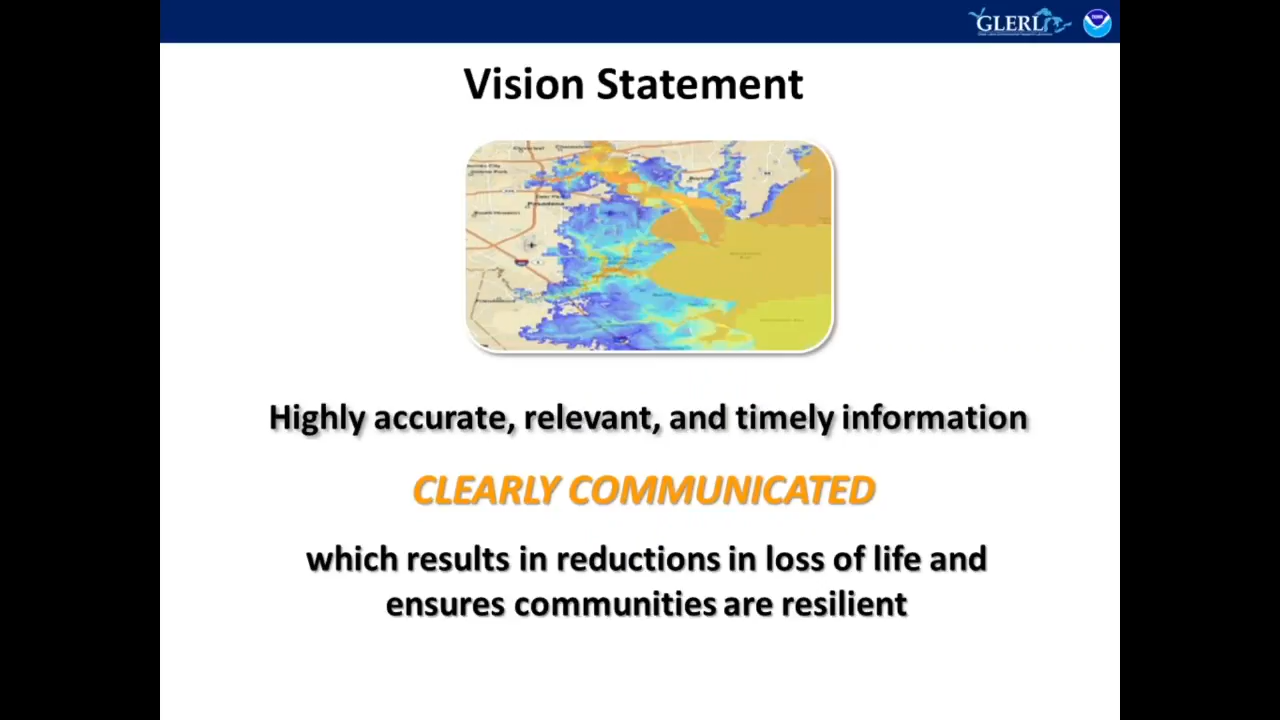 GLERL
Vision Statement
Pasadena
Highly accurate, relevant, and timely information
CLEARLY COMMUNICATED
which results in reductions in loss of life and
ensures communities are resilient